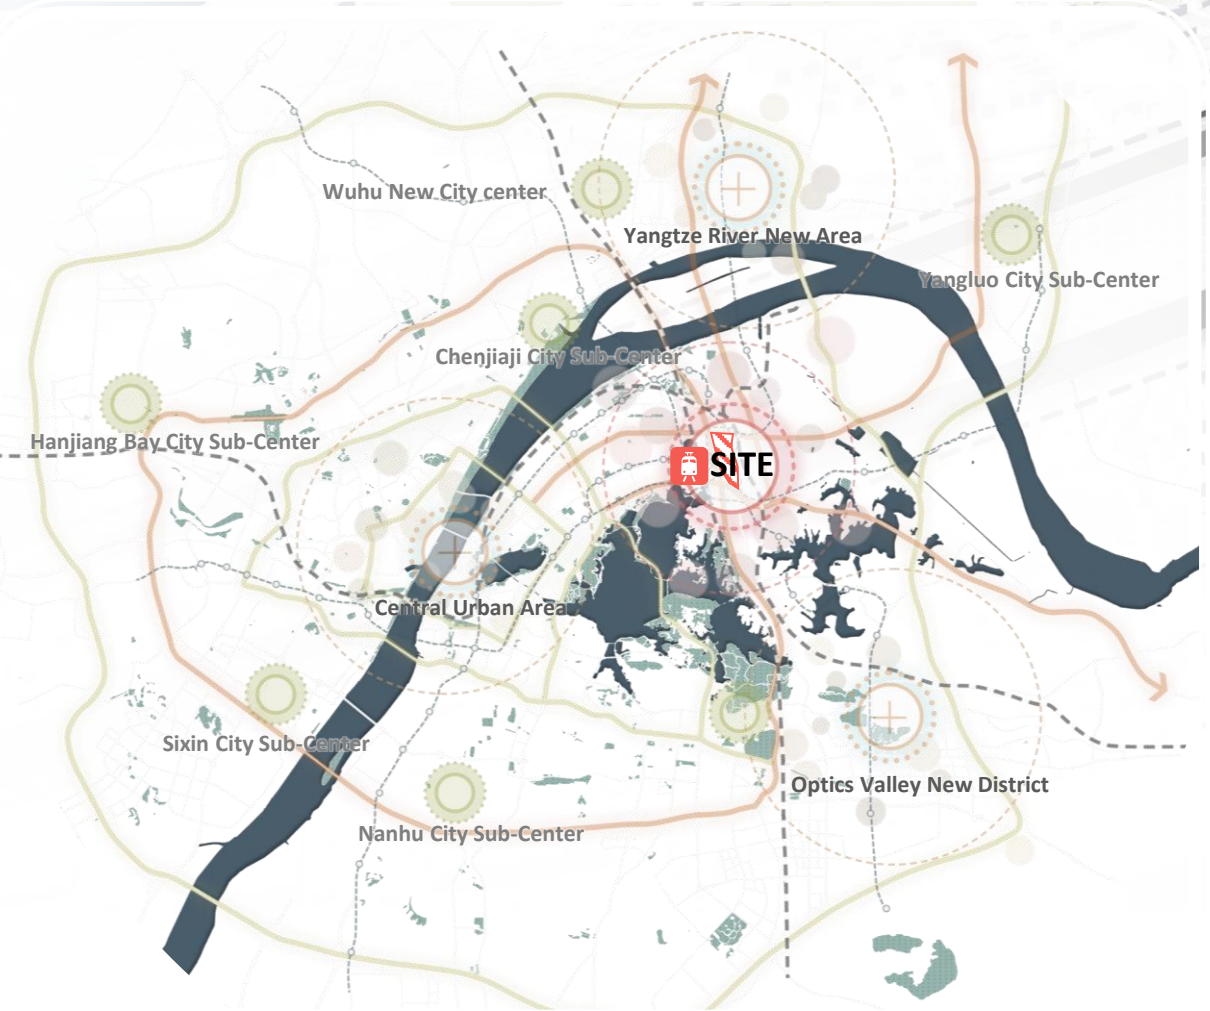 Wuhu New City center
Yangtze River New Area
Yangluo City Sub-Center
Chenjiaji City Sub-Center
Hanjiang Bay City Sub-Center
SITE
Central Urban Area
Sixin City Sub-Center
Optics Valley New District
Nanhu City Sub-Center